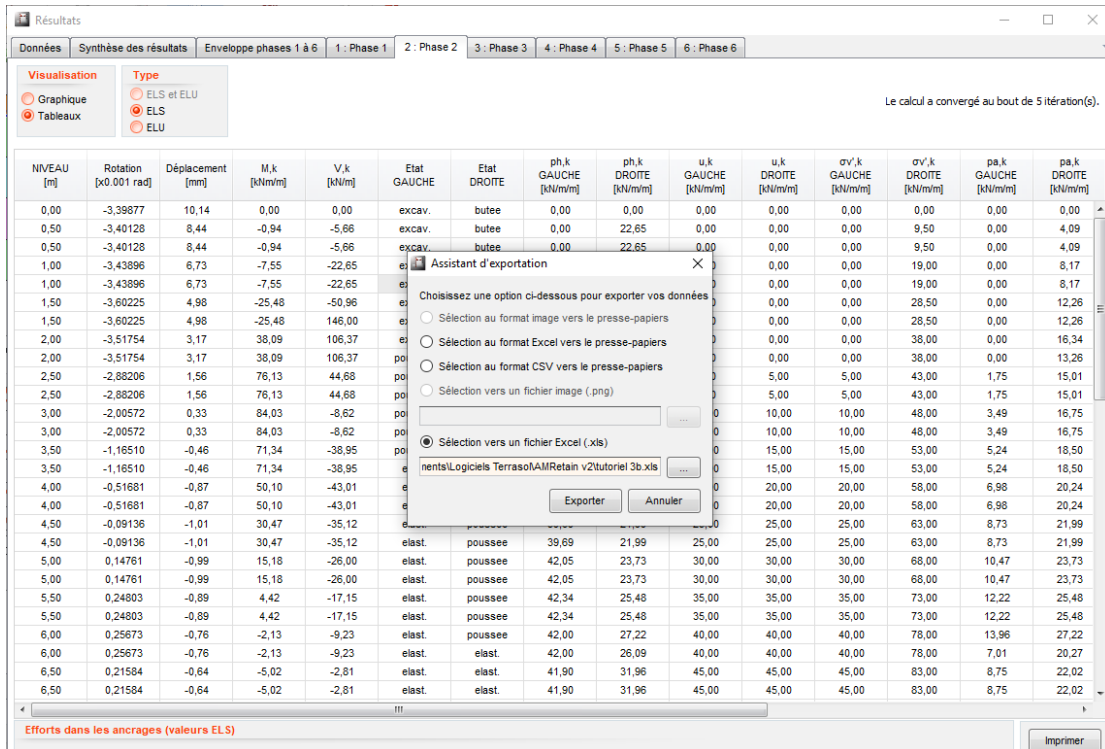 Résultats
Données Synthèse des résultats Enveloppe phases 1 à 6 1 : Phase 1 2 : Phase 2 3 : Phase 3 4 : Phase 4 5 : Phase 5 6 : Phase 6
Visualisation Type
Graphique ELS et ELU
Tableaux ELS
ELU
Le calcul a convergé au bout de 5 itération(s).
NIVEAU [m] Rotation [x0.001 rad] Déplacement [mm] M,k [kNm/m] V,k [kN/m] Etat GAUCHE Etat DROITE ph,k GAUCHE [kN/m/m] ph,k DROITE [kN/m/m] u,k GAUCHE [kN/m/m] u,k DROITE [kN/m/m] σv',k GAUCHE [kN/m/m] σv',k DROITE [kN/m/m] pa,k GAUCHE [kN/m/m] pa,k DROITE [kN/m/m]
0,00 -3,39877 10,14 0,00 0,00 excav. butee 0,00 0,00 0,00 0,00 0,00 0,00 0,00 0,00
0,50 -3,40128 8,44 -0,94 -5,66 excav. butee 0,00 22,65 0,00 0,00 0,00 9,50 0,00 4,09
0,50 -3,40128 8,44 -0,94 -5,66 excav. butee 0,00 22,65 0,00 0,00 0,00 9,50 0,00 4,09
1,00 -3,43896 6,73 -7,55 -22,65 0,00 0,00 19,00 0,00 8,17
1,00 -3,43896 6,73 -7,55 -22,65 0,00 0,00 19,00 0,00 8,17
1,50 -3,60225 4,98 -25,48 -50,96 0,00 0,00 28,50 0,00 12,26
1,50 -3,60225 4,98 -25,48 146,00 0,00 0,00 28,50 0,00 12,26
2,00 -3,51754 3,17 38,09 106,37 0,00 0,00 38,00 0,00 16,34
2,00 -3,51754 3,17 38,09 106,37 0,00 0,00 38,00 0,00 13,26
2,50 -2,88206 1,56 76,13 44,68 5,00 5,00 43,00 1,75 15,01
2,50 -2,88206 1,56 76,13 44,68 5,00 5,00 43,00 1,75 15,01
3,00 -2,00572 0,33 84,03 -8,62 10,00 10,00 48,00 3,49 16,75
3,00 -2,00572 0,33 84,03 -8,62 10,00 10,00 48,00 3,49 16,75
3,50 -1,16510 -0,46 71,34 -38,95 15,00 15,00 53,00 5,24 18,50
3,50 -1,16510 -0,46 71,34 -38,95 15,00 15,00 53,00 5,24 18,50
4,00 -0,51681 -0,87 50,10 -43,01 20,00 20,00 58,00 6,98 20,24
4,00 -0,51681 -0,87 50,10 -43,01 20,00 20,00 58,00 6,98 20,24
4,50 -0,09136 -1,01 30,47 -35,12 25,00 25,00 63,00 8,73 21,99
4,50 -0,09136 -1,01 30,47 -35,12 elast. poussee 39,69 21,99 25,00 25,00 25,00 63,00 8,73 21,99
5,00 0,14761 -0,99 15,18 -26,00 elast. poussee 42,05 23,73 30,00 30,00 30,00 68,00 10,47 23,73
5,00 0,14761 -0,99 15,18 -26,00 elast. poussee 42,05 23,73 30,00 30,00 30,00 68,00 10,47 23,73
5,50 0,24803 -0,89 4,42 -17,15 elast. poussee 42,34 25,48 35,00 35,00 35,00 73,00 12,22 25,48
5,50 0,24803 -0,89 4,42 -17,15 elast. poussee 42,34 25,48 35,00 35,00 35,00 73,00 12,22 25,48
6,00 0,25673 -0,76 -2,13 -9,23 elast. poussee 42,00 27,22 40,00 40,00 40,00 78,00 13,96 27,22
6,00 0,25673 -0,76 -2,13 -9,23 elast. elast. 42,00 26,09 40,00 40,00 40,00 78,00 7,01 20,27
6,50 0,21584 -0,64 -5,02 -2,81 elast. elast. 41,90 31,96 45,00 45,00 45,00 83,00 8,75 22,02
6,50 0,21584 -0,64 -5,02 -2,81 elast. elast. 41,90 31,96 45,00 45,00 45,00 83,00 8,75 22,02
Assistant d'exportation
Choisissez une option ci-dessous pour exporter vos données
Sélection au format image vers le presse-papiers
Sélection au format Excel vers le presse-papiers
Sélection au format CSV vers le presse-papiers
Sélection vers un fichier image (.png)
...
Sélection vers un fichier Excel (.xls)
nents\Logiciels Terrasol\AMRetain v2\tutoriel 3b.xls ...
Exporter Annuler
Efforts dans les ancrages (valeurs ELS)
Imprimer